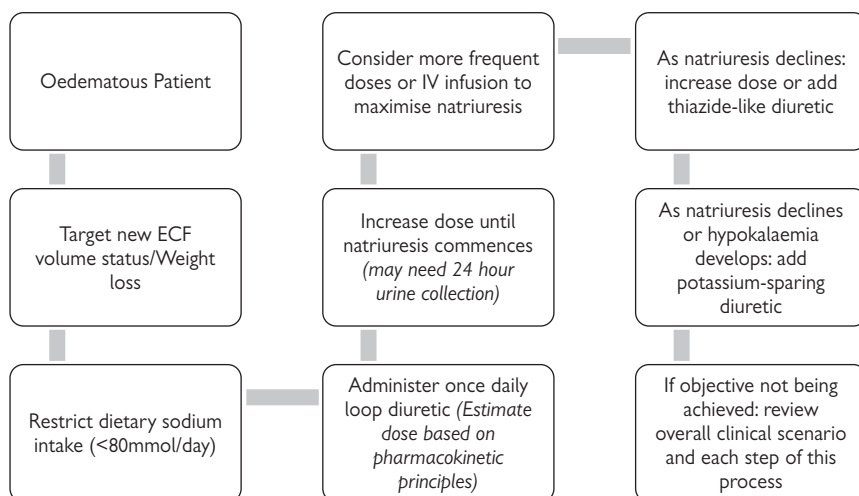 Oedematous Patient
Target new ECF
volume status/Weight
loss
Restrict dietary sodium
intake (<80mmol/day)
Administer once daily
loop diuretic (Estimate
dose based on
pharmacokinetic
principles)
Increase dose until
natriuresis commences
(may need 24 hour
urine collection)
Consider more frequent
doses or IV infusion to
maximise natriuresis
As natriuresis declines:
increase dose or add
thiazide-like diuretic
As natriuresis declines
or hypokalaemia
develops: add
potassium-sparing
diuretic
If objective not being
achieved: review
overall clinical scenario
and each step of this
process